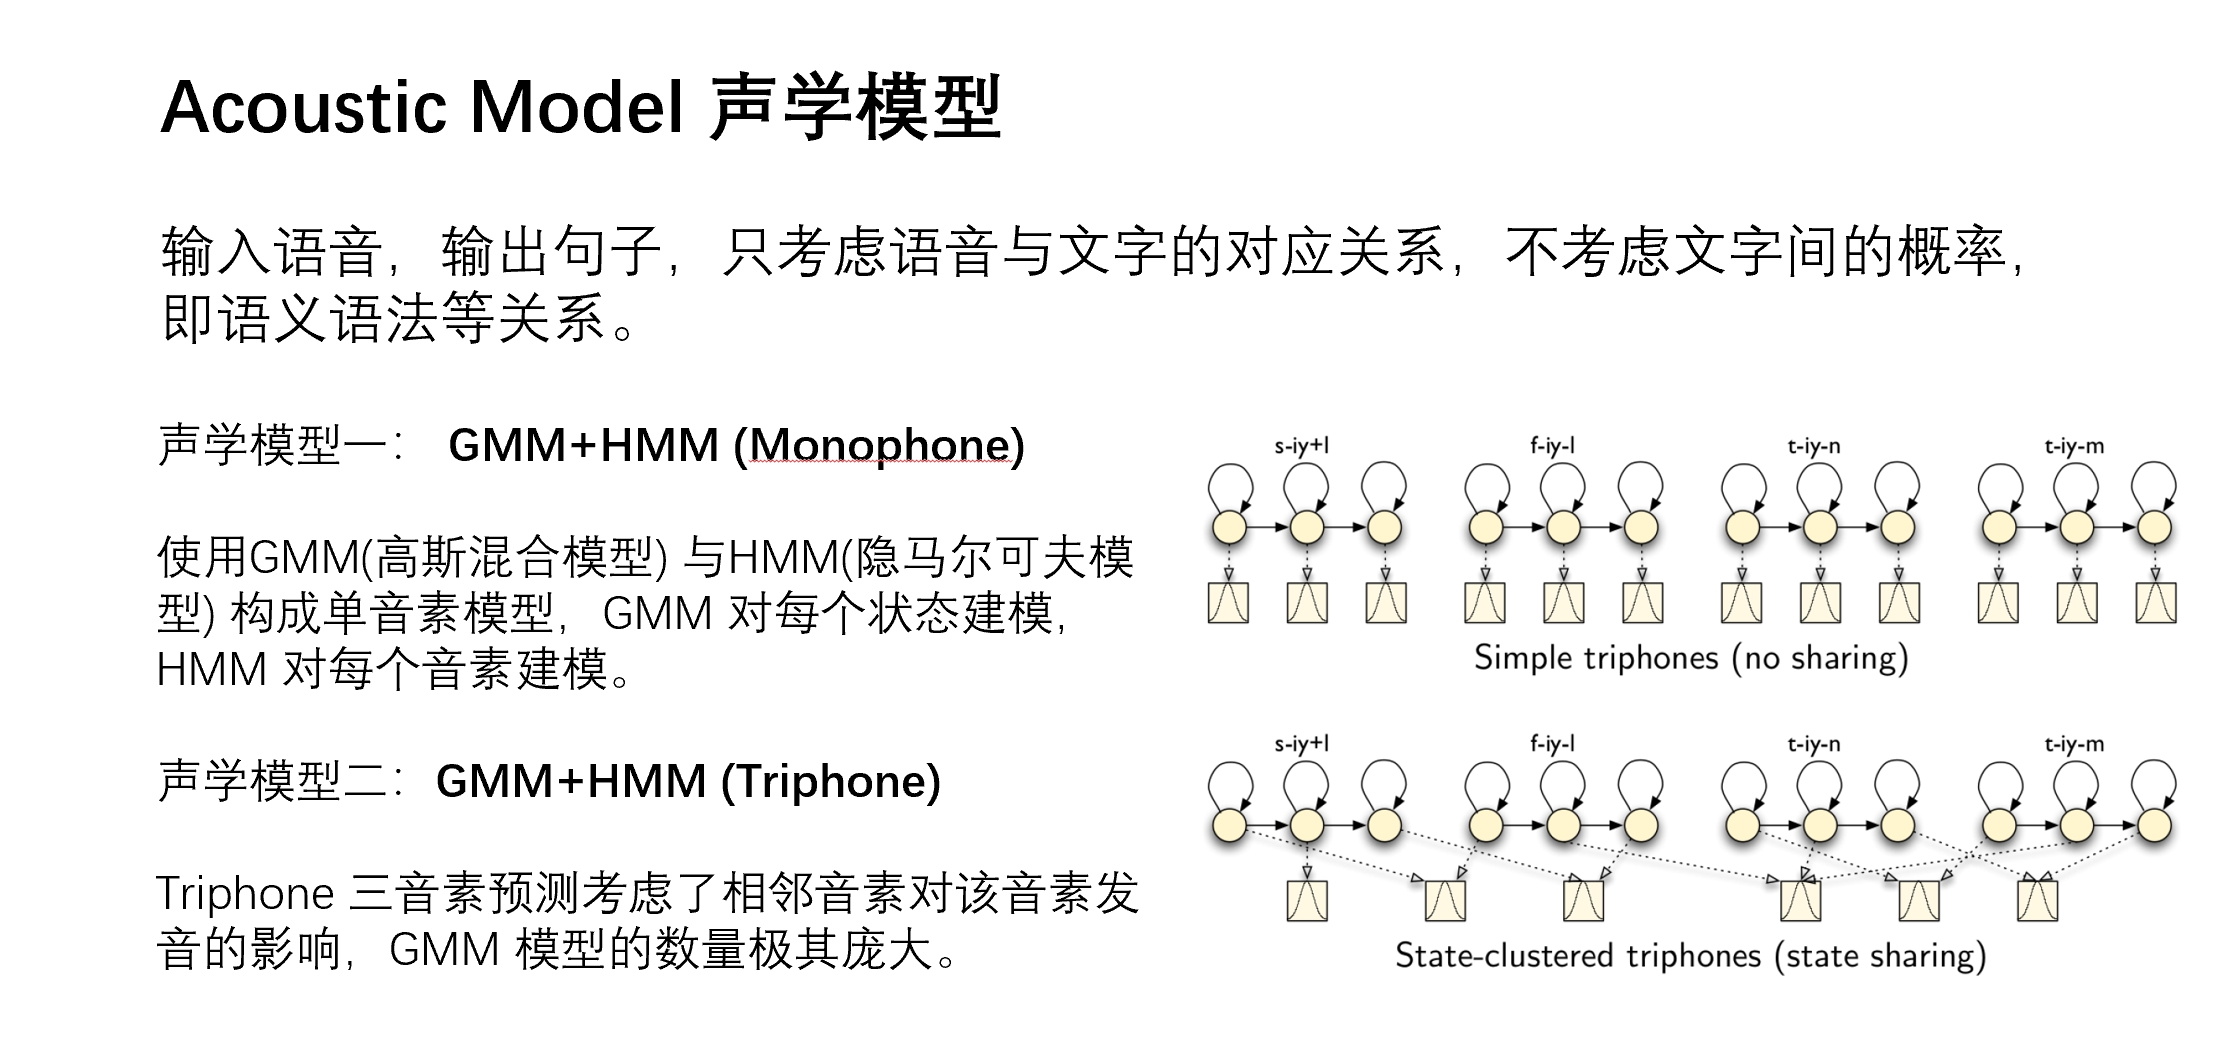 Acoustic Model 声学模型
输入语音，输出句子，只考虑语音与文字的对应关系，不考虑文字间的概率，
即语义语法等关系。
声学模型一： GMM+HMM (Monophone)
使用GMM(高斯混合模型) 与HMM(隐马尔可夫模
型) 构成单音素模型，GMM 对每个状态建模，
HMM 对每个音素建模。
声学模型二：GMM+HMM (Triphone)
Triphone 三音素预测考虑了相邻音素对该音素发
音的影响，GMM 模型的数量极其庞大。
s-iy+l f-iy-l t-iy-n t-iy-m
Simple triphones (no sharing)
s-iy+l f-iy-l t-iy-n t-iy-m
State-clustered triphones (state sharing)